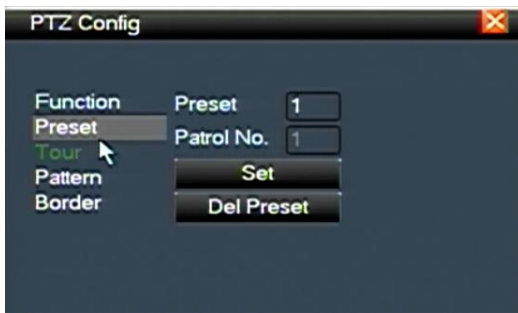 PTZ Config
Function
Preset
Tour
Pattern
Border
Preset 1
Patrol No. 1
Set
Del Preset